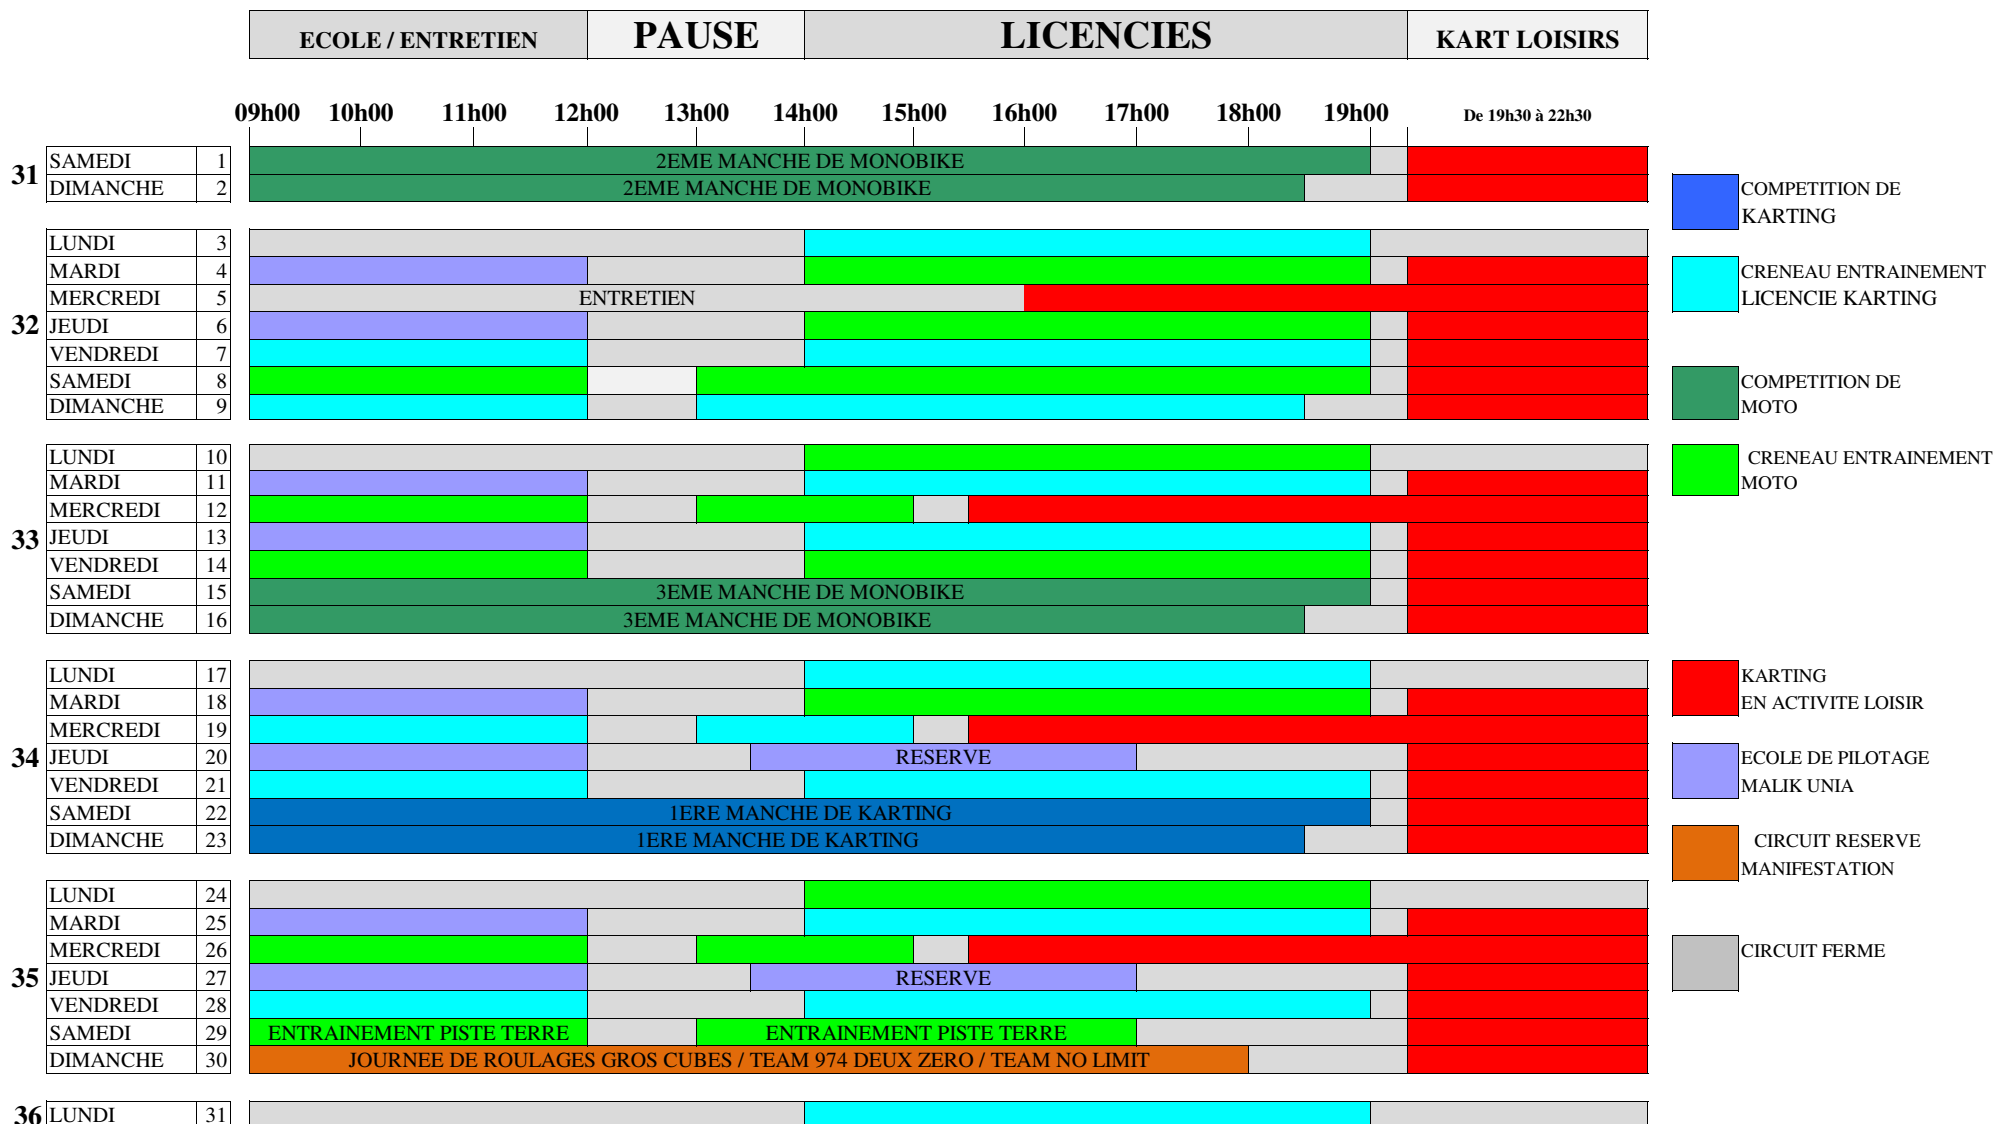 ECOLE / ENTRETIEN PAUSE LICENCIES KART LOISIRS
09h00 10h00 11h00 12h00 13h00 14h00 15h00 16h00 17h00 18h00 19h00 De 19h30 à 22h30
31
SAMEDI 1 2EME MANCHE DE MONOBIKE
DIMANCHE 2 2EME MANCHE DE MONOBIKE
32
LUNDI 3
MARDI 4
MERCREDI 5 ENTRETIEN
JEUDI 6
VENDREDI 7
SAMEDI 8
DIMANCHE 9
33
LUNDI 10
MARDI 11
MERCREDI 12
JEUDI 13
VENDREDI 14
SAMEDI 15 3EME MANCHE DE MONOBIKE
DIMANCHE 16 3EME MANCHE DE MONOBIKE
34
LUNDI 17
MARDI 18
MERCREDI 19
JEUDI 20 RESERVE
VENDREDI 21
SAMEDI 22 1ERE MANCHE DE KARTING
DIMANCHE 23 1ERE MANCHE DE KARTING
35
LUNDI 24
MARDI 25
MERCREDI 26
JEUDI 27 RESERVE
VENDREDI 28
SAMEDI 29 ENTRAINEMENT PISTE TERRE ENTRAINEMENT PISTE TERRE
DIMANCHE 30 JOURNEE DE ROULAGES GROS CUBES / TEAM 974 DEUX ZERO / TEAM NO LIMIT
36 LUNDI 31
COMPETITION DE
KARTING
CRENEAU ENTRAINEMENT
LICENCIE KARTING
COMPETITION DE
MOTO
CRENEAU ENTRAINEMENT
MOTO
KARTING
EN ACTIVITE LOISIR
ECOLE DE PILOTAGE
MALIK UNIA
CIRCUIT RESERVE
MANIFESTATION
CIRCUIT FERME